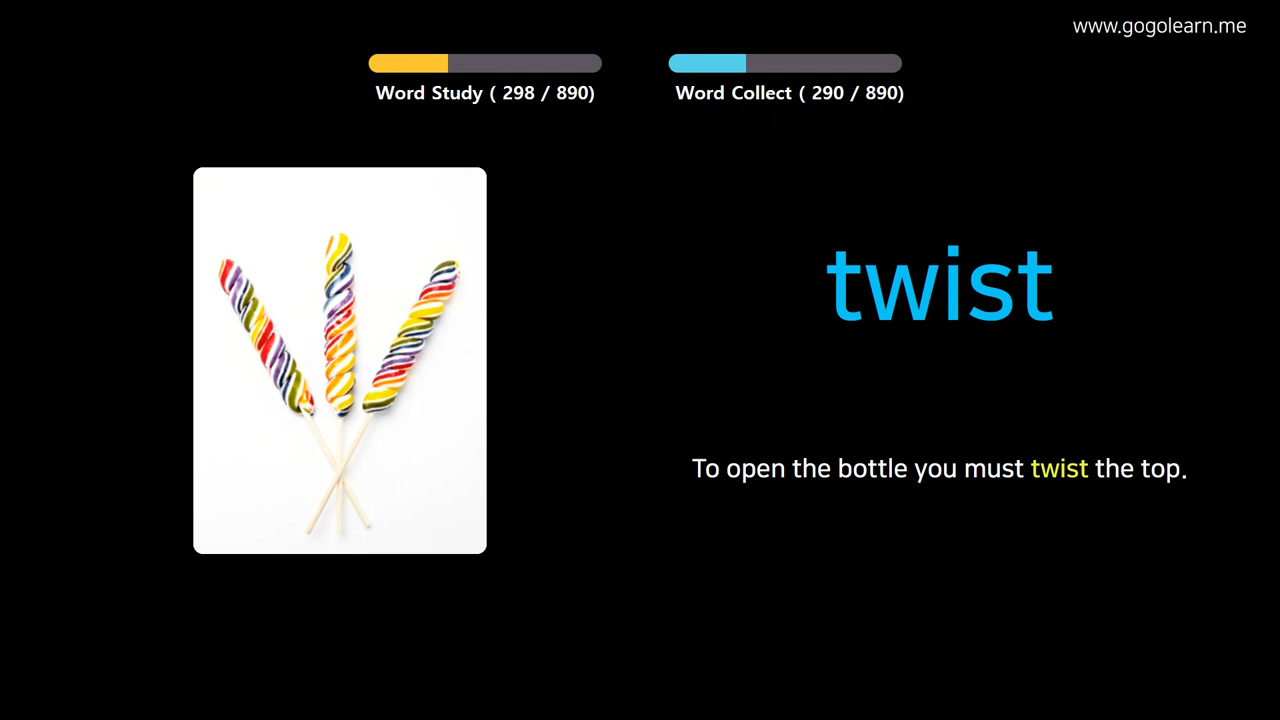 www.gogolearn.me
Word Study ( 298 / 890)
Word Collect ( 290 / 890)
twist
To open the bottle you must twist the top.